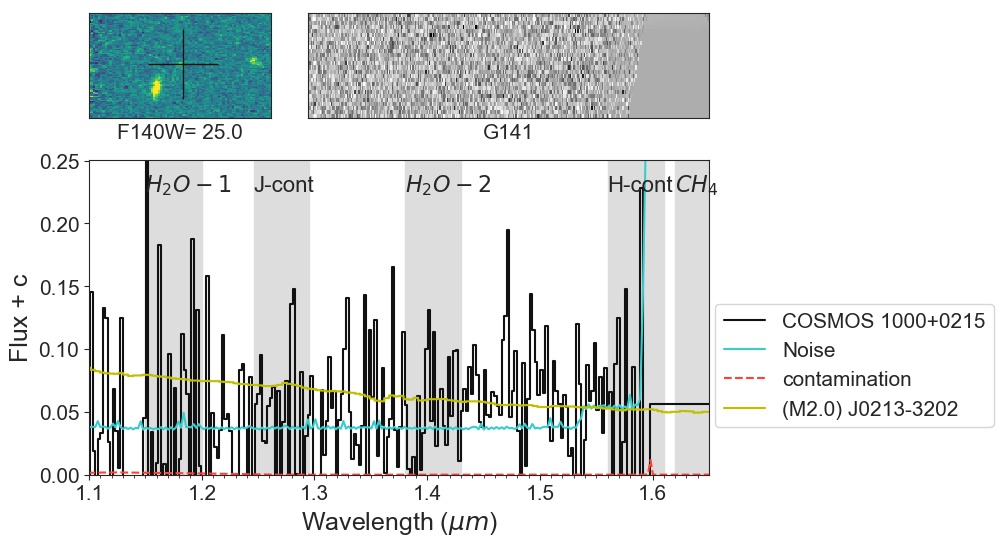 F140W= 25.0
G141
H₂O − 1
J-cont
H₂O − 2
H-cont
CH₄
0.25
0.20
0.15
0.10
0.05
0.00
Flux + c
1.1
1.2
1.3
1.4
1.5
1.6
Wavelength (μm)
COSMOS 1000+0215
Noise
contamination
(M2.0) J0213-3202